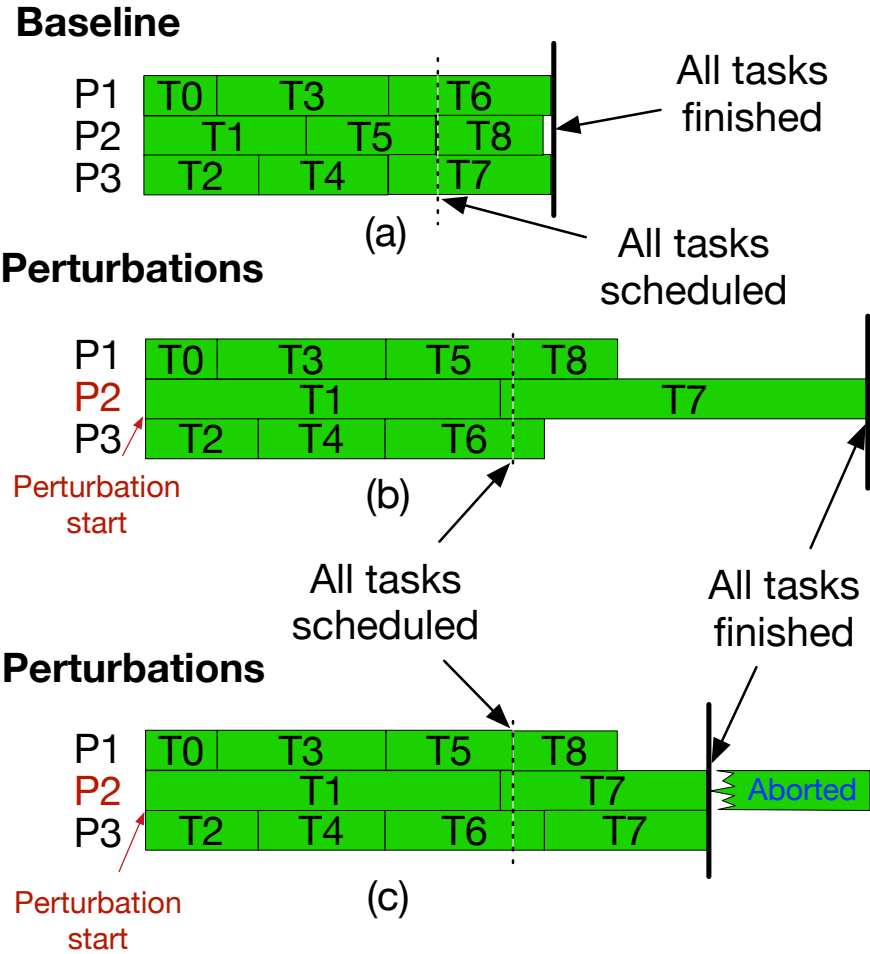 Baseline
P1 T0 T3 T6
P2 T1 T5 T8
P3 T2 T4 T7
All tasks
finished
(a)
All tasks
scheduled
Perturbations
P1 T0 T3 T5 T8
P2 T1 T7
P3 T2 T4 T6
Perturbation
start
(b)
All tasks
scheduled
All tasks
finished
Perturbations
P1 T0 T3 T5 T8
P2 T1 T7 Aborted
P3 T2 T4 T6 T7
Perturbation
start
(c)